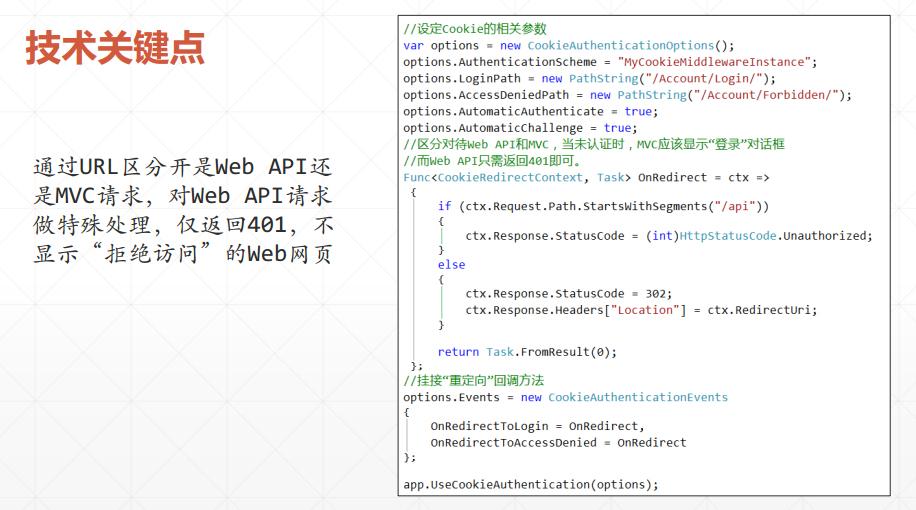 技术关键点
通过URL区分开是Web API还
是MVC请求，对Web API请求
做特殊处理，仅返回401，不
显示“拒绝访问”的Web网页
//设定Cookie的相关参数
var options = new CookieAuthenticationOptions();
options.AuthenticationScheme = "MyCookieMiddlewareInstance";
options.LoginPath = new PathString("/Account/Login/");
options.AccessDeniedPath = new PathString("/Account/Forbidden/");
options.AutomaticAuthenticate = true;
options.AutomaticChallenge = true;
//区分对待Web API和MVC，当未认证时，MVC应该显示“登录”对话框
//而Web API只需返回401即可。
Func<CookieRedirectContext, Task> OnRedirect = ctx =>
{
if (ctx.Request.Path.StartsWithSegments("/api"))
{
ctx.Response.StatusCode = (int)HttpStatusCode.Unauthorized;
}
else
{
ctx.Response.StatusCode = 302;
ctx.Response.Headers["Location"] = ctx.RedirectUri;
}
return Task.FromResult(0);
};
//挂接“重定向”回调方法
options.Events = new CookieAuthenticationEvents
{
OnRedirectToLogin = OnRedirect,
OnRedirectToAccessDenied = OnRedirect
};
app.UseCookieAuthentication(options);